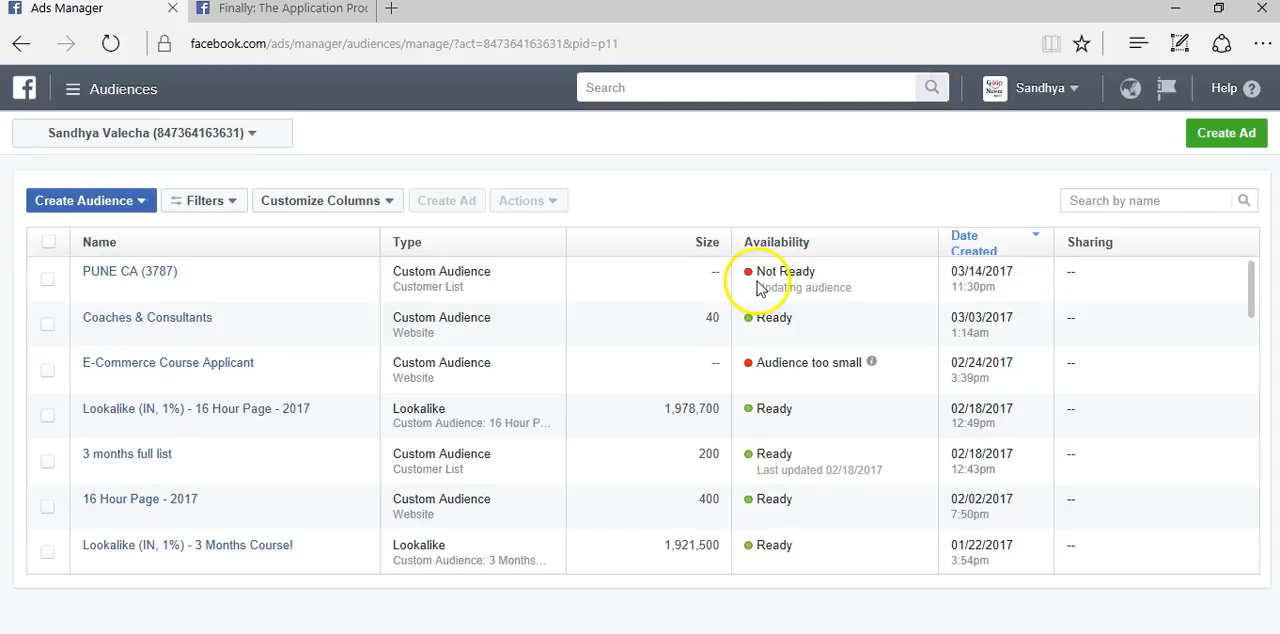 Ads Manager
Finally: The Application Proc
facebook.com/ads/manager/audiences/manage/?act=847364163631&pid=p11
Audiences
Search
Sandhya
Help
Sandhya Valecha (847364163631)
Create Ad
Create Audience
Filters
Customize Columns
Create Ad
Actions
Search by name
Name Type Size Availability Date Created Sharing
PUNE CA (3787) Custom Audience -- Not Ready 03/14/2017 --
Customer List Updating audience 11:30pm
Coaches & Consultants Custom Audience 40 Ready 03/03/2017 --
Website 1:14am
E-Commerce Course Applicant Custom Audience -- Audience too small 02/24/2017 --
Website 3:39pm
Lookalike (IN, 1%) - 16 Hour Page - 2017 Lookalike 1,978,700 Ready 02/18/2017 --
Custom Audience: 16 Hour P... 12:49pm
3 months full list Custom Audience 200 Ready 02/18/2017 --
Customer List Last updated 02/18/2017 12:43pm
16 Hour Page - 2017 Custom Audience 400 Ready 02/02/2017 --
Website 7:50pm
Lookalike (IN, 1%) - 3 Months Course! Lookalike 1,921,500 Ready 01/22/2017 --
Custom Audience: 3 Months... 3:54pm